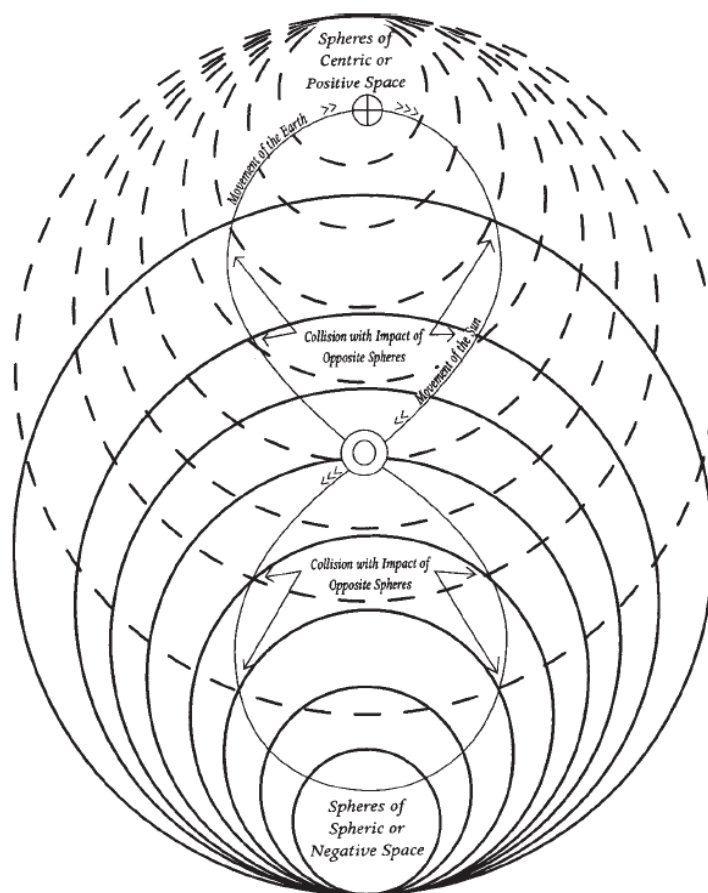 Spheres of
Centric or
Positive Space
Movement of the Earth
Collision with Impact of
Opposite Spheres
Movement of the Sun
Collision with Impact of
Opposite Spheres
Spheres of
Spheric or
Negative Space